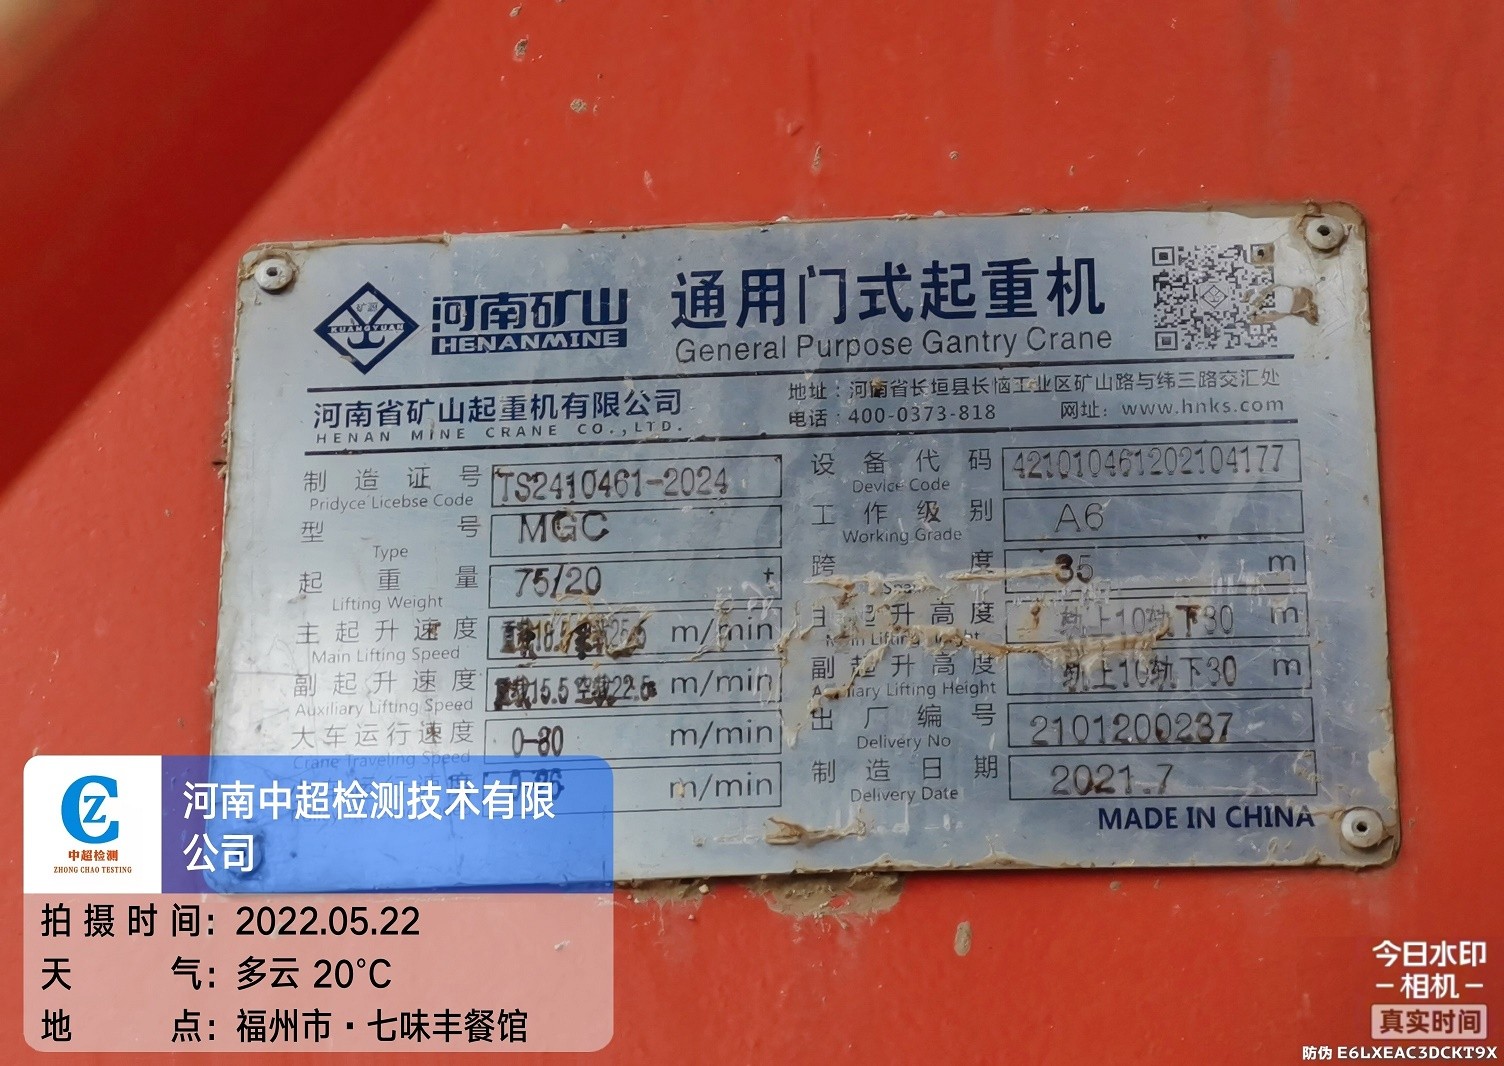 矿源
KUANGYUAN
河南矿山
HENANMINE
通用门式起重机
General Purpose Gantry Crane
河南省矿山起重机有限公司
HENAN MINE CRANE CO.,LTD.
地址：河南省长垣县长恼工业区矿山路与纬三路交汇处
电话：400-0373-818 网址：www.hnks.com
制造证号 TS2410461-2024
Pridyce Licebse Code
设备代码 421010461202104177
Device Code
型号 MGC
Type
工作级别 A6
Working Grade
起重量 75/20 t
Lifting Weight
跨度 35 m
主起升速度 m/min
Main Lifting Speed
主起升高度 轨上10轨下30 m
Main Lifting Height
副起升速度 15.5 空载22.5 m/min
Auxiliary Lifting Speed
副起升高度 轨上10轨下30 m
Auxiliary Lifting Height
大车运行速度 0-80 m/min
Crane Traveling Speed
出厂编号 2101200237
Delivery No
m/min
制造日期 2021.7
Delivery Date
MADE IN CHINA
中超检测
ZHONG CHAO TESTING
河南中超检测技术有限
公司
拍摄时间：2022.05.22
天气：多云 20℃
地点：福州市·七味丰餐馆
今日水印
相机
真实时间
防伪 E6LXEAC3DCKT9X